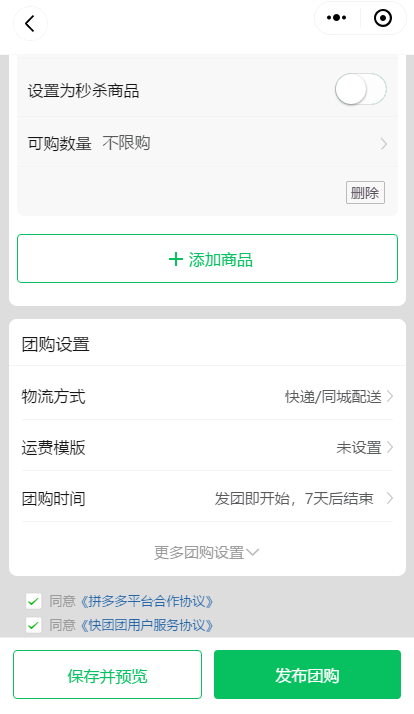 设置为秒杀商品
可购数量 不限购
删除
添加商品
团购设置
物流方式 快递/同城配送
运费模版 未设置
团购时间 发团即开始，7天后结束
更多团购设置
同意《拼多多平台合作协议》
同意《快团团用户服务协议》
保存并预览 发布团购